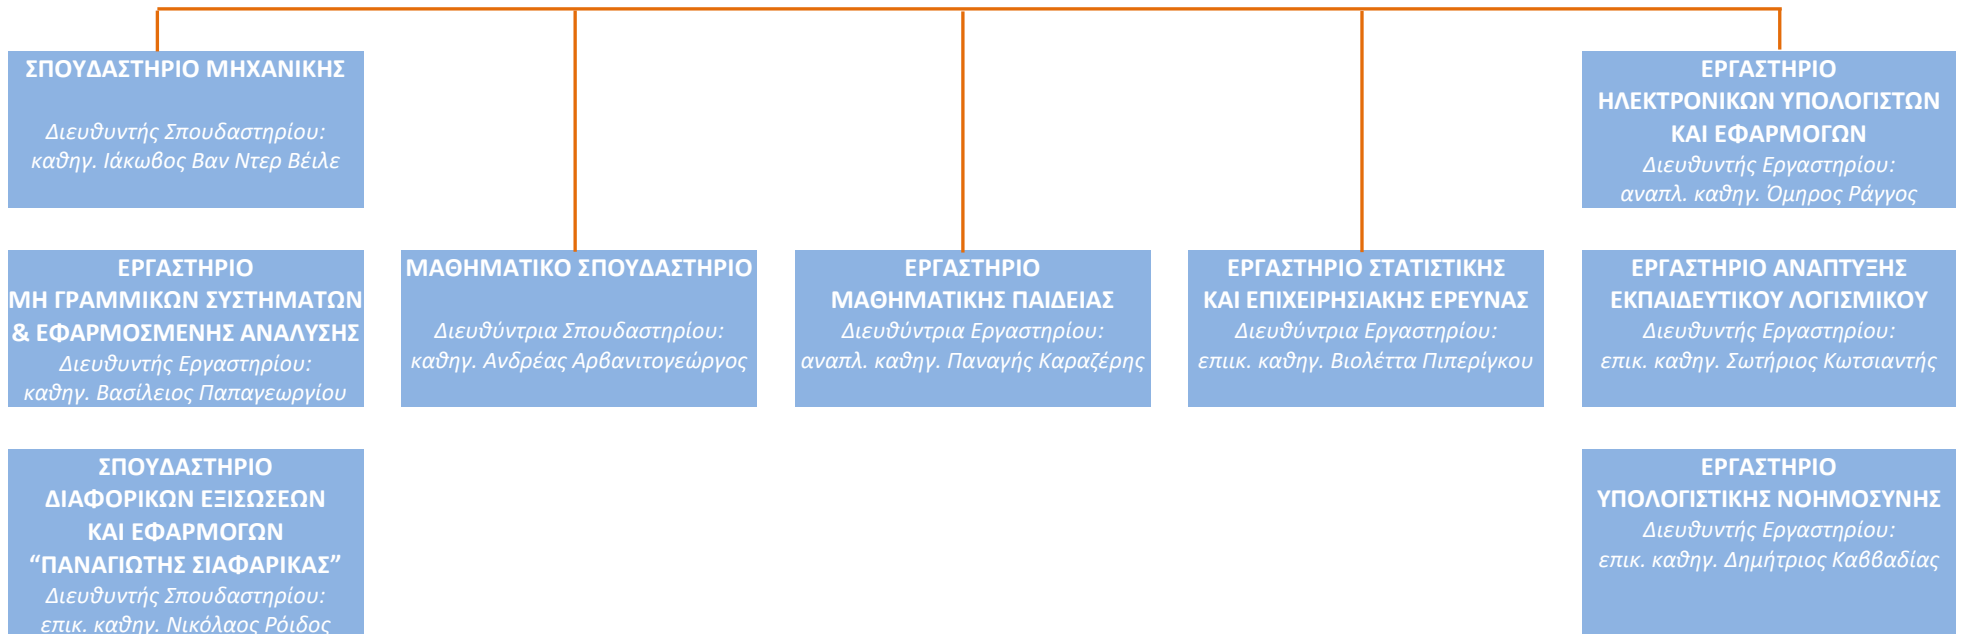 ΣΠΟΥΔΑΣΤΗΡΙΟ ΜΗΧΑΝΙΚΗΣ
Διευθυντής Σπουδαστηρίου:
καθηγ. Ιάκωβος Βαν Ντερ Βέιλε
ΕΡΓΑΣΤΗΡΙΟ
ΗΛΕΚΤΡΟΝΙΚΩΝ ΥΠΟΛΟΓΙΣΤΩΝ
ΚΑΙ ΕΦΑΡΜΟΓΩΝ
Διευθυντής Εργαστηρίου:
αναπλ. καθηγ. Όμηρος Ράγγος
ΕΡΓΑΣΤΗΡΙΟ
ΜΗ ΓΡΑΜΜΙΚΩΝ ΣΥΣΤΗΜΑΤΩΝ
& ΕΦΑΡΜΟΣΜΕΝΗΣ ΑΝΑΛΥΣΗΣ
Διευθυντής Εργαστηρίου:
καθηγ. Βασίλειος Παπαγεωργίου
ΜΑΘΗΜΑΤΙΚΟ ΣΠΟΥΔΑΣΤΗΡΙΟ
Διευθύντρια Σπουδαστηρίου:
καθηγ. Ανδρέας Αρβανιτογεώργος
ΕΡΓΑΣΤΗΡΙΟ
ΜΑΘΗΜΑΤΙΚΗΣ ΠΑΙΔΕΙΑΣ
Διευθύντρια Εργαστηρίου:
αναπλ. καθηγ. Παναγής Καραζέρης
ΕΡΓΑΣΤΗΡΙΟ ΣΤΑΤΙΣΤΙΚΗΣ
ΚΑΙ ΕΠΙΧΕΙΡΗΣΙΑΚΗΣ ΕΡΕΥΝΑΣ
Διευθύντρια Εργαστηρίου:
επιικ. καθηγ. Βιολέττα Πιπερίγκου
ΕΡΓΑΣΤΗΡΙΟ ΑΝΑΠΤΥΞΗΣ
ΕΚΠΑΙΔΕΥΤΙΚΟΥ ΛΟΓΙΣΜΙΚΟΥ
Διευθυντής Εργαστηρίου:
επικ. καθηγ. Σωτήριος Κωτσιαντής
ΣΠΟΥΔΑΣΤΗΡΙΟ
ΔΙΑΦΟΡΙΚΩΝ ΕΞΙΣΩΣΕΩΝ
ΚΑΙ ΕΦΑΡΜΟΓΩΝ
“ΠΑΝΑΓΙΩΤΗΣ ΣΙΑΦΑΡΙΚΑΣ”
Διευθυντής Σπουδαστηρίου:
επικ. καθηγ. Νικόλαος Ρόιδος
ΕΡΓΑΣΤΗΡΙΟ
ΥΠΟΛΟΓΙΣΤΙΚΗΣ ΝΟΗΜΟΣΥΝΗΣ
Διευθυντής Εργαστηρίου:
επικ. καθηγ. Δημήτριος Καββαδίας